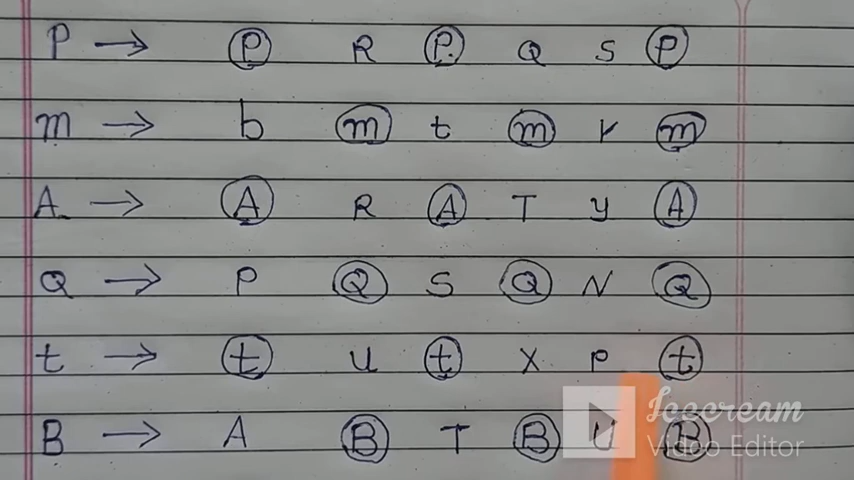 P → P R P. Q S P
m → b m t m r m
A → A R A T y A
Q → P Q S Q N Q
t → t u t x P t
B → A B T B U B
Icecream
Video Editor